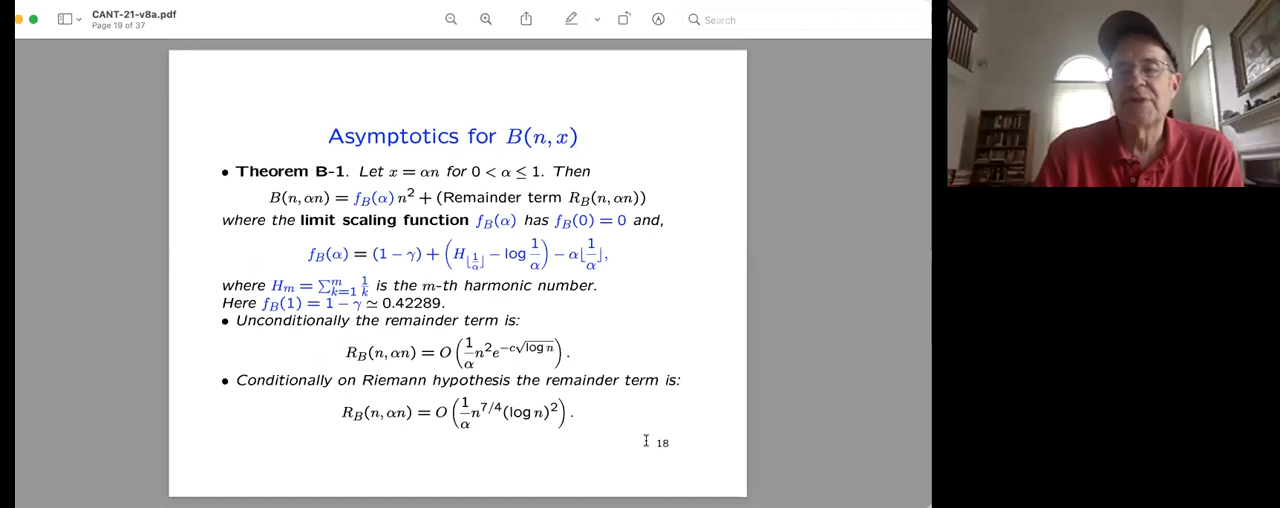 CANT-21-v8a.pdf
Page 19 of 37
Search
Asymptotics for B(n, x)
• Theorem B-1. Let x = αn for 0 < α ≤ 1. Then
B(n, αn) = f_B(α) n² + (Remainder term R_B(n, αn))
where the limit scaling function f_B(α) has f_B(0) = 0 and,
f_B(α) = (1 − γ) + (H_{⌊1/α⌋} − log 1/α) − α⌊1/α⌋,
where H_m = ∑_{k=1}^m 1/k is the m-th harmonic number.
Here f_B(1) = 1 − γ ≃ 0.42289.
• Unconditionally the remainder term is:
R_B(n, αn) = O(1/α n² e^{−c√log n}).
• Conditionally on Riemann hypothesis the remainder term is:
R_B(n, αn) = O(1/α n^{7/4}(log n)²).
18